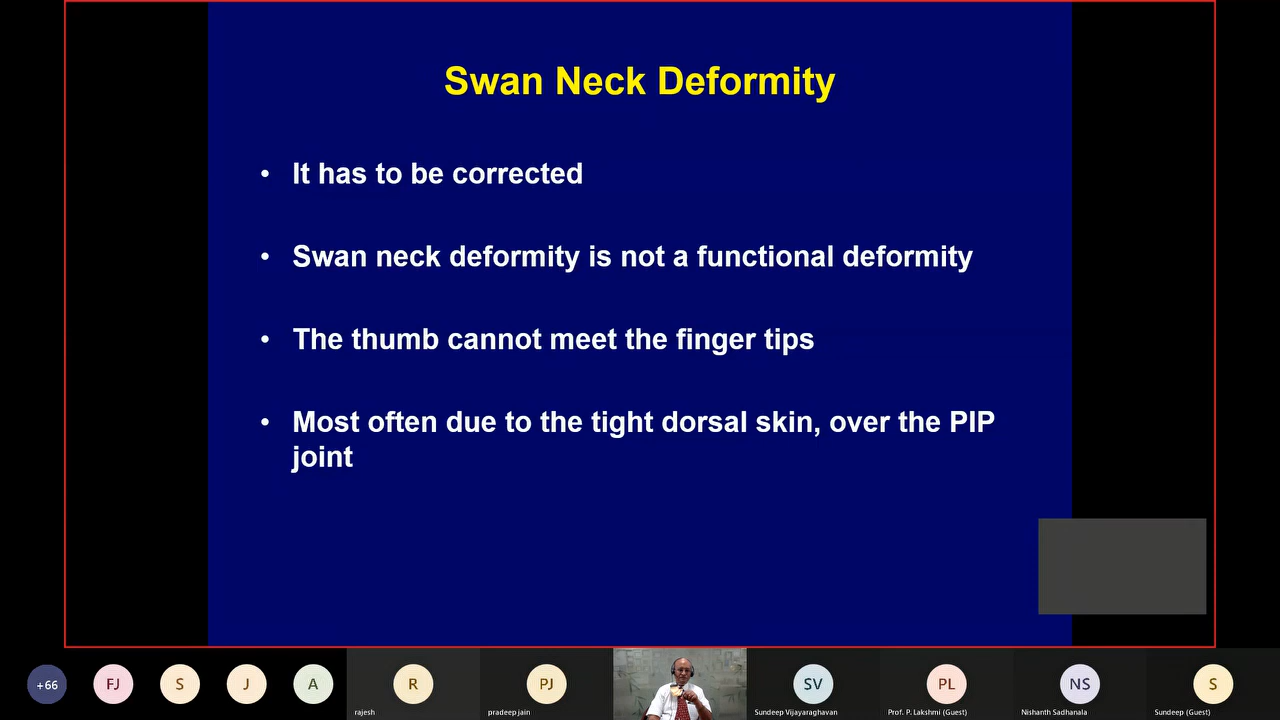 Swan Neck Deformity
• It has to be corrected
• Swan neck deformity is not a functional deformity
• The thumb cannot meet the finger tips
• Most often due to the tight dorsal skin, over the PIP
joint
+66
FJ
S
J
A
R
PJ
SV
PL
NS
S
rajesh
pradeep jain
Sundeep Vijayaraghavan
Prof. P. Lakshmi (Guest)
Nishanth Sadhanala
Sundeep (Guest)